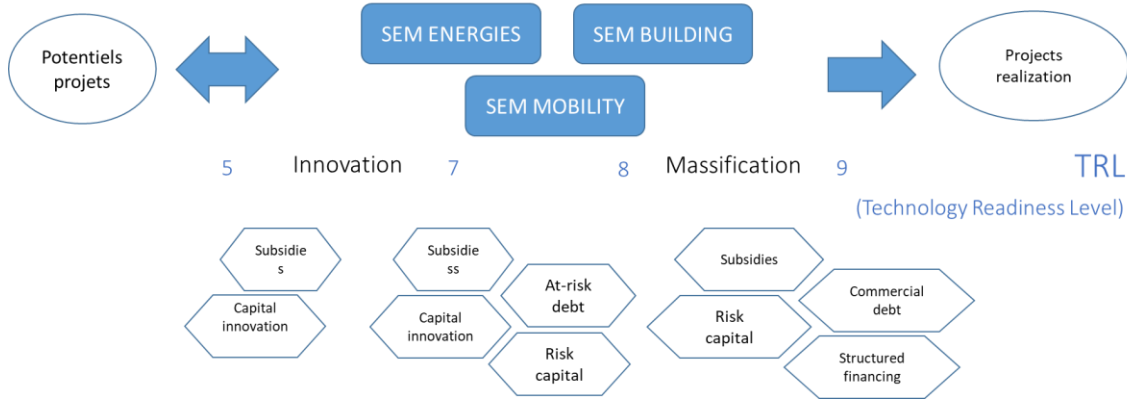 Potentiels
projets
SEM ENERGIES
SEM BUILDING
SEM MOBILITY
Projects
realization
5 Innovation 7 8 Massification 9 TRL
(Technology Readiness Level)
Subsidie
s
Capital
innovation
Subsidie
ss
Capital
innovation
At-risk
debt
Risk
capital
Subsidies
Risk
capital
Commercial
debt
Structured
financing